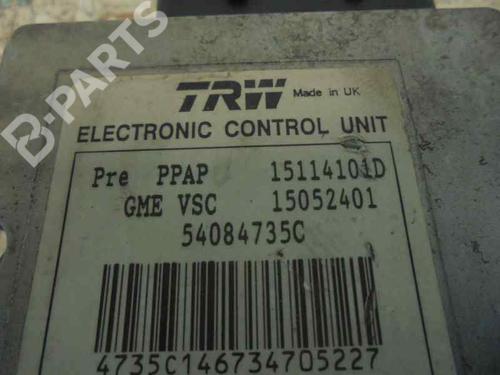 B-PARTS
TRW Made in UK
ELECTRONIC CONTROL UNIT
Pre PPAP 15114101D
GME VSC 15052401
54084735C
4735C146734705227